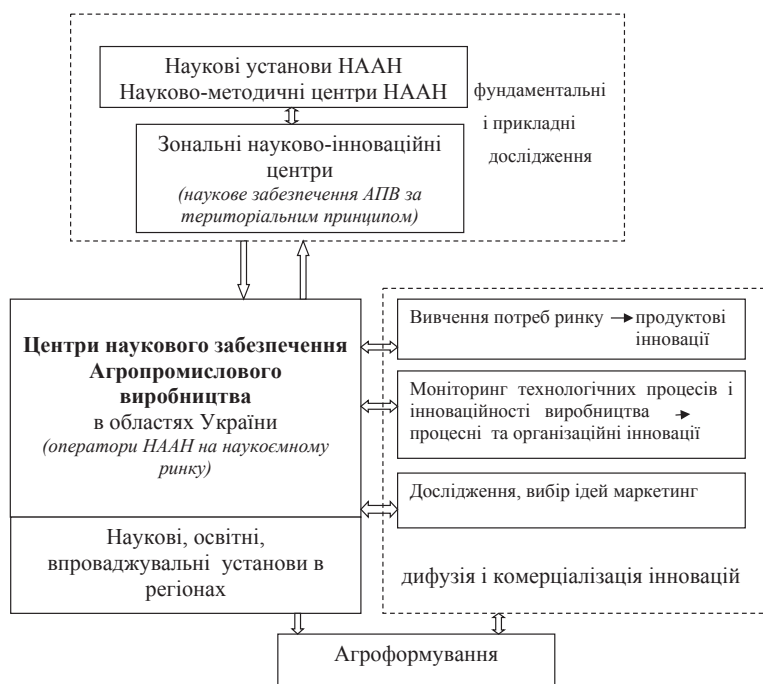 Наукові установи НААН
Науково-методичні центри НААН
фундаментальні
і прикладні
дослідження
Зональні науково-інноваційні
центри
(наукове забезпечення АПВ за
територіальним принципом)
Центри наукового забезпечення
Агропромислового
виробництва
в областях України
(оператори НААН на наукоємному
ринку)
Наукові, освітні,
впроваджувальні установи в
регіонах
Вивчення потреб ринку → продуктові
інновації
Моніторинг технологічних процесів і
інноваційності виробництва →
процесні та організаційні інновації
Дослідження, вибір ідей маркетинг
дифузія і комерціалізація інновацій
Агроформування